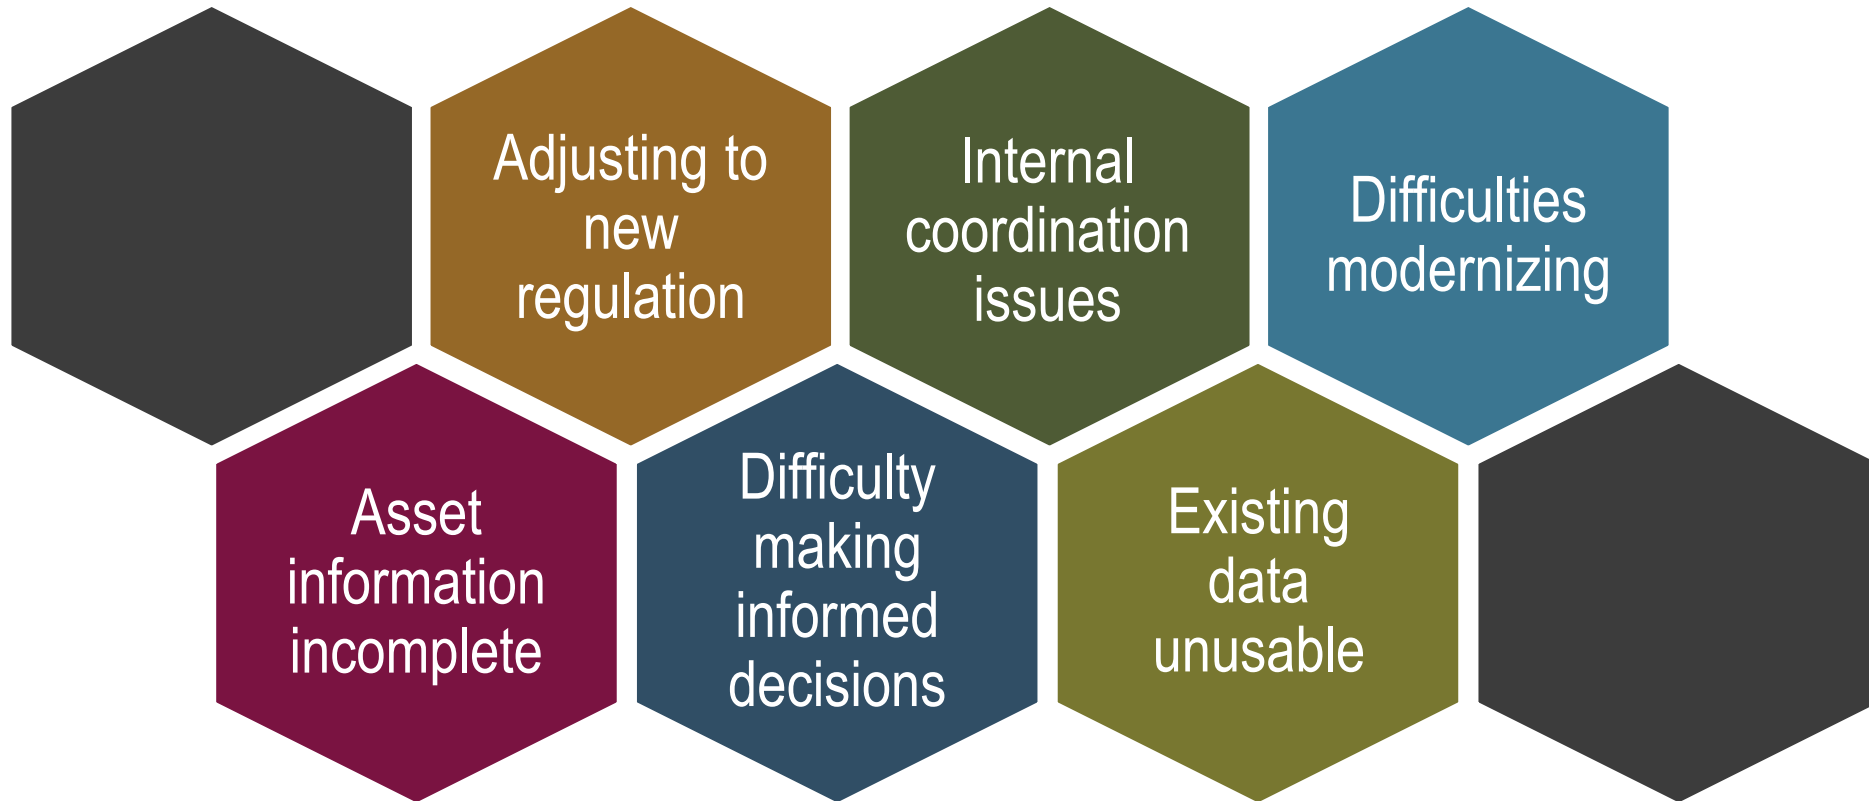 Adjusting to
new
regulation
Internal
coordination
issues
Difficulties
modernizing
Asset
information
incomplete
Difficulty
making
informed
decisions
Existing
data
unusable